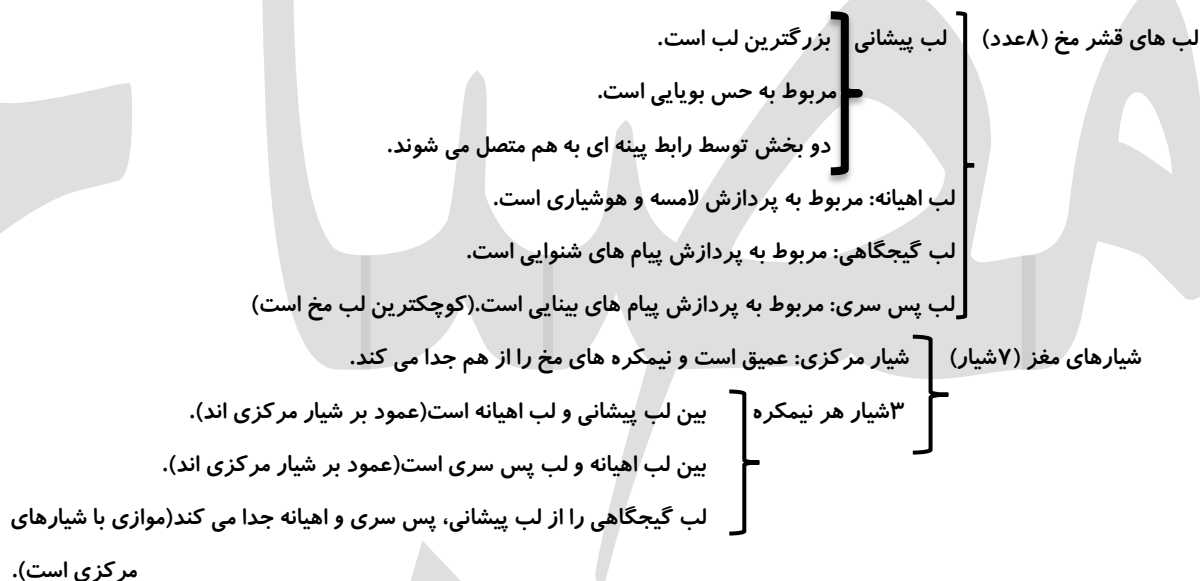 لب های قشر مخ (۸عدد) لب پیشانی بزرگترین لب است.
مربوط به حس بویایی است.
دو بخش توسط رابط پینه ای به هم متصل می شوند.
لب اهیانه: مربوط به پردازش لامسه و هوشیاری است.
لب گیجگاهی: مربوط به پردازش پیام های شنوایی است.
لب پس سری: مربوط به پردازش پیام های بینایی است.(کوچکترین لب مخ است)
شیارهای مغز (۷شیار) شیار مرکزی: عمیق است و نیمکره های مخ را از هم جدا می کند.
۳شیار هر نیمکره بین لب پیشانی و لب اهیانه است(عمود بر شیار مرکزی اند).
بین لب اهیانه و لب پس سری است(عمود بر شیار مرکزی اند).
لب گیجگاهی را از لب پیشانی، پس سری و اهیانه جدا می کند(موازی با شیارهای
مرکزی است).